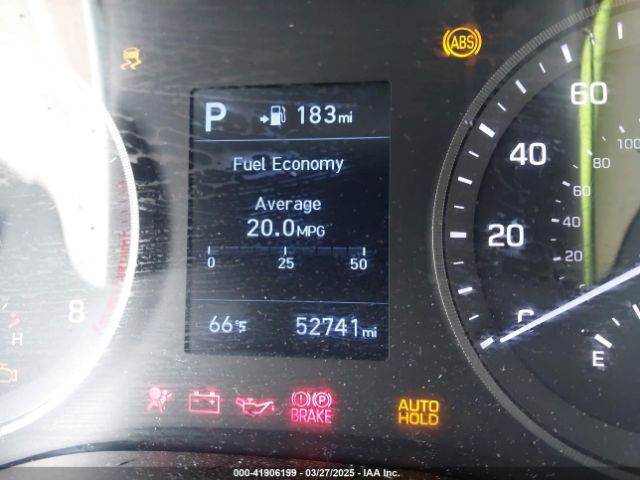 ABS
P 183mi
60
Fuel Economy
40
100
80
Average
60
20.0MPG
20
40
20
0 25 50
8
66°F 52741mi
H
E
BRAKE
AUTO
HOLD
000-41906199 — 03/27/2025 - IAA Inc.